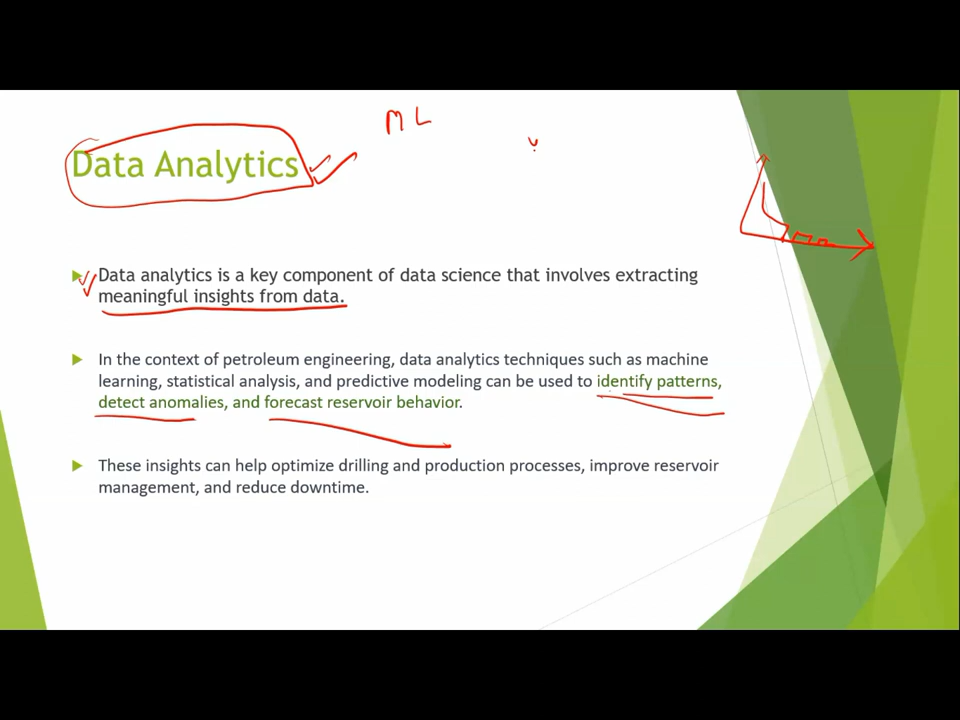 ML
Data Analytics
Data analytics is a key component of data science that involves extracting
meaningful insights from data.
In the context of petroleum engineering, data analytics techniques such as machine
learning, statistical analysis, and predictive modeling can be used to identify patterns,
detect anomalies, and forecast reservoir behavior.
These insights can help optimize drilling and production processes, improve reservoir
management, and reduce downtime.